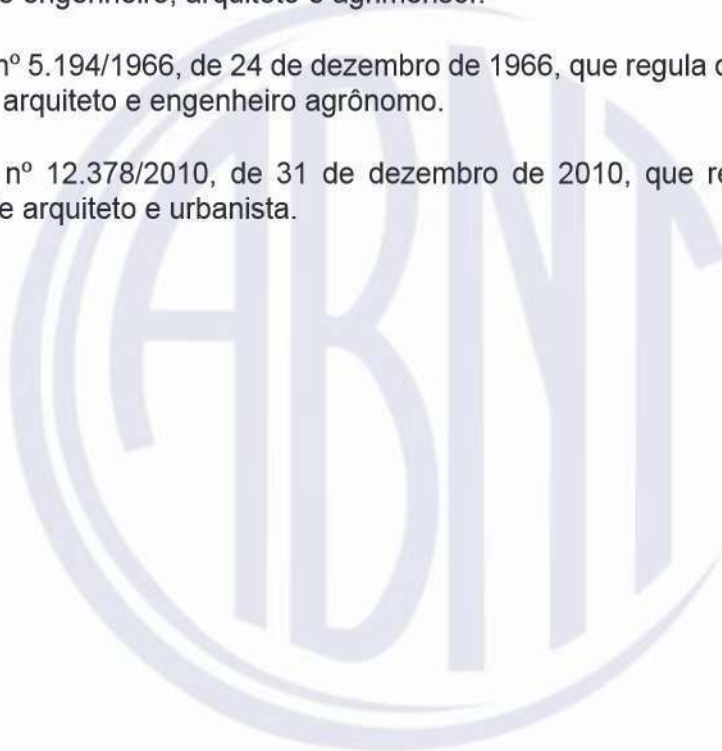 nº 5.194/1966, de 24 de dezembro de 1966, que regula
arquiteto e engenheiro agrônomo.
nº 12.378/2010, de 31 de dezembro de 2010, que re
e arquiteto e urbanista.
ABNT